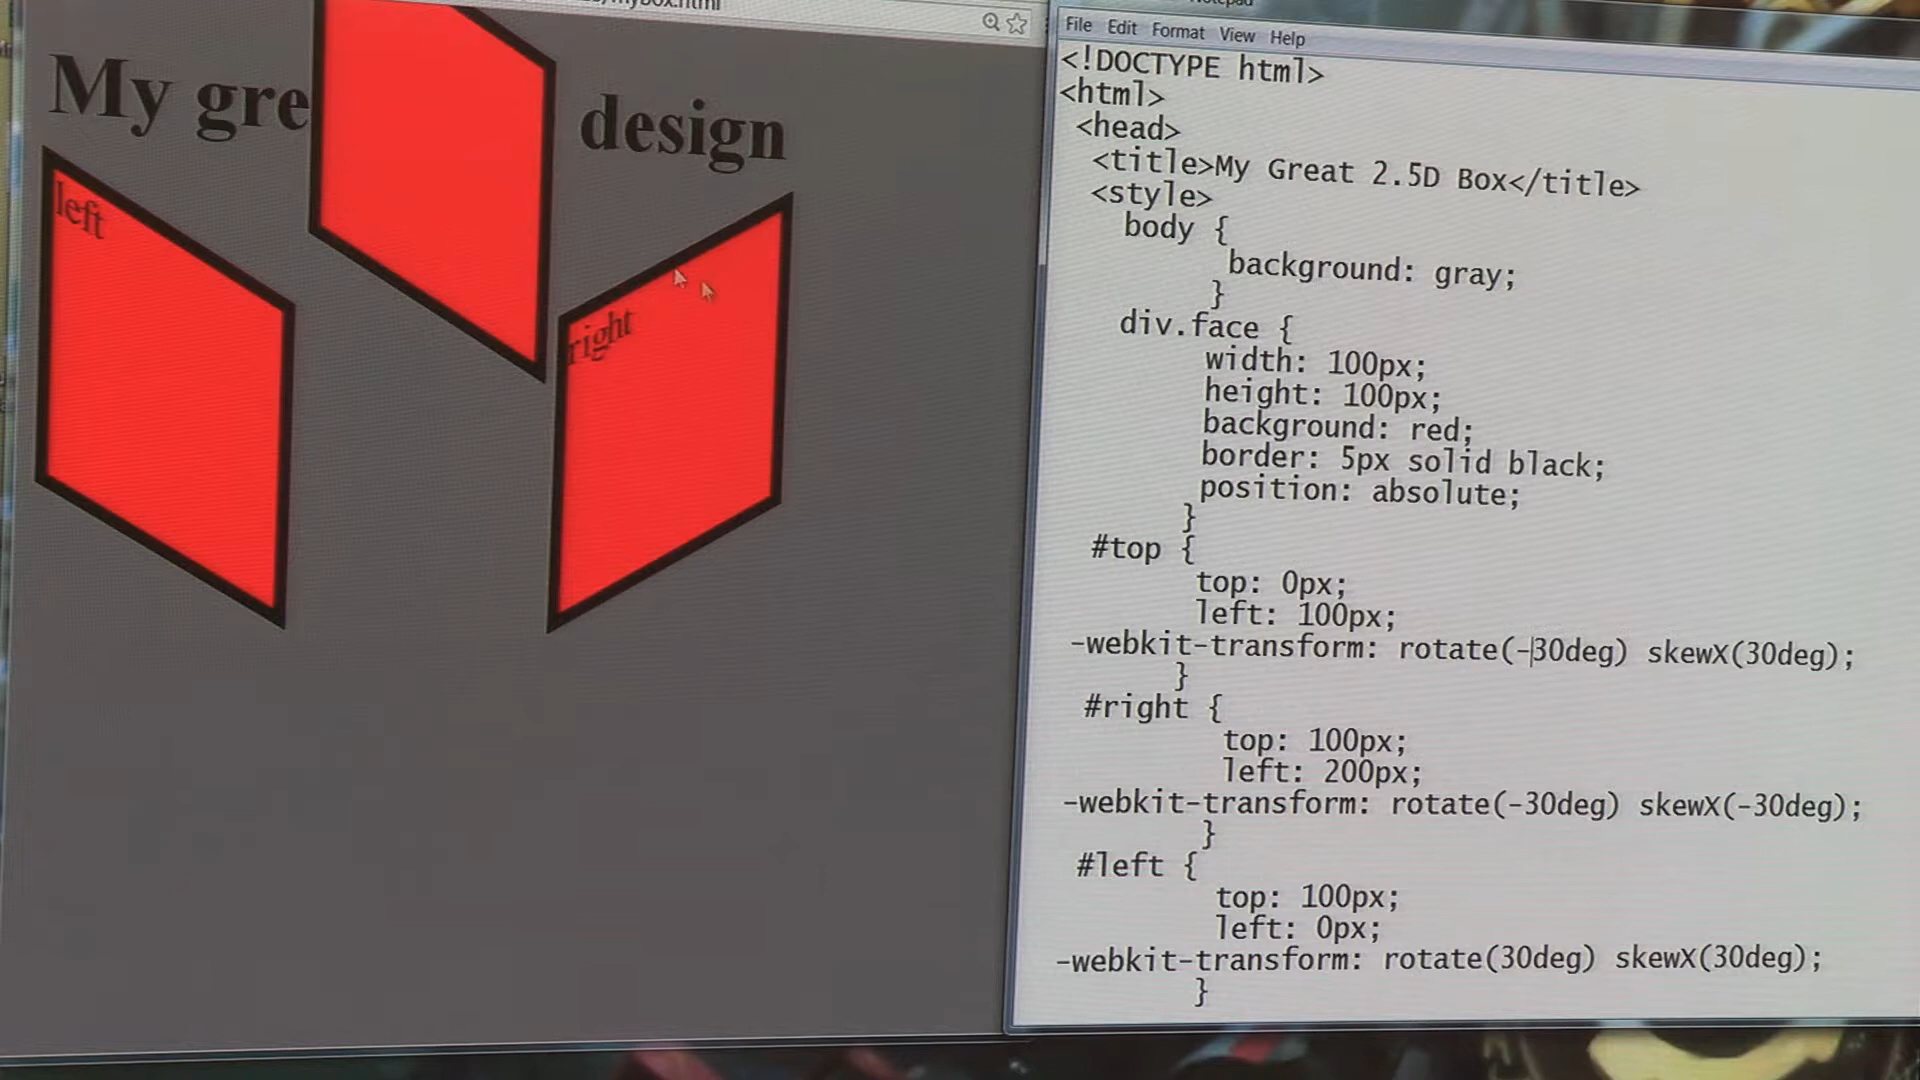 My gre design
left
right
File Edit Format View Help
<!DOCTYPE html>
<html>
<head>
<title>My Great 2.5D Box</title>
<style>
body {
background: gray;
}
div.face {
width: 100px;
height: 100px;
background: red;
border: 5px solid black;
position: absolute;
}
#top {
top: 0px;
left: 100px;
-webkit-transform: rotate(-30deg) skewX(30deg);
}
#right {
top: 100px;
left: 200px;
-webkit-transform: rotate(-30deg) skewX(-30deg);
}
#left {
top: 100px;
left: 0px;
-webkit-transform: rotate(30deg) skewX(30deg);
}